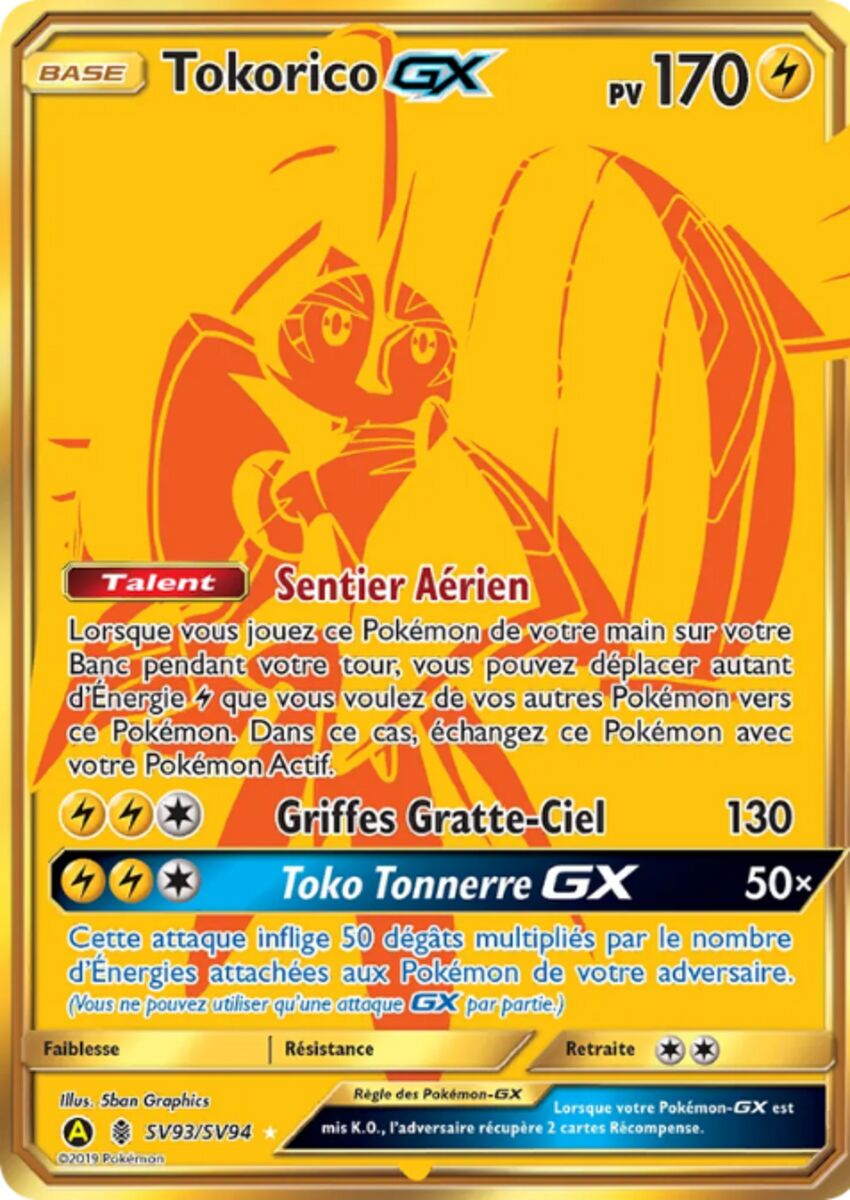 BASE Tokorico GX PV 170
Talent Sentier Aérien
Lorsque vous jouez ce Pokémon de votre main sur votre
Banc pendant votre tour, vous pouvez déplacer autant
d'Énergie que vous voulez de vos autres Pokémon vers
ce Pokémon. Dans ce cas, échangez ce Pokémon avec
votre Pokémon Actif.
Griffes Gratte-Ciel 130
Toko Tonnerre GX 50×
Cette attaque inflige 50 dégâts multipliés par le nombre
d'Énergies attachées aux Pokémon de votre adversaire.
(Vous ne pouvez utiliser qu'une attaque GX par partie.)
Faiblesse Résistance Retraite
Illus. 5ban Graphics
Règle des Pokémon-GX
Lorsque votre Pokémon-GX est
mis K.O., l'adversaire récupère 2 cartes Récompense.
A SV93/SV94
©2019 Pokémon